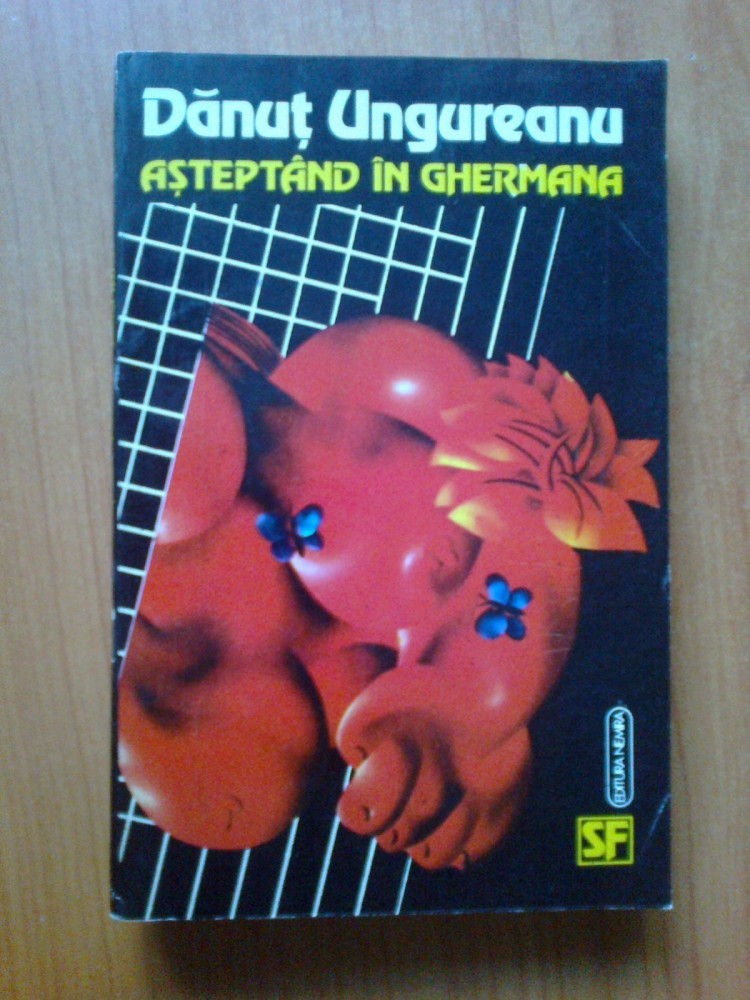 Dănuț Ungureanu
AȘTEPTÂND ÎN GHERMANA
EDITURA NEMIRA
SF